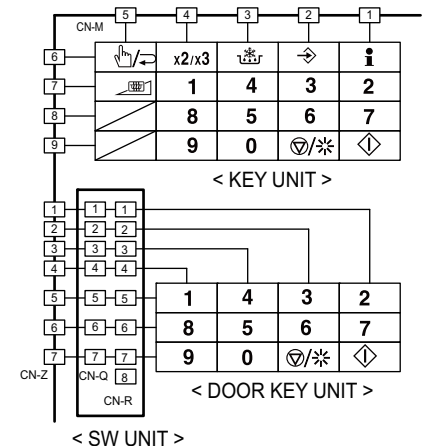 CN-M 5 4 3 2 1
6 / x2/x3
7 1 4 3 2
8 8 5 6 7
9 9 0 /
< KEY UNIT >
1 1 1
2 2 2
3 3 3
4 4 4
5 5 5 1 4 3 2
6 6 6 8 5 6 7
7 7 7 9 0 /
CN-Z CN-Q 8
CN-R
< DOOR KEY UNIT >
< SW UNIT >